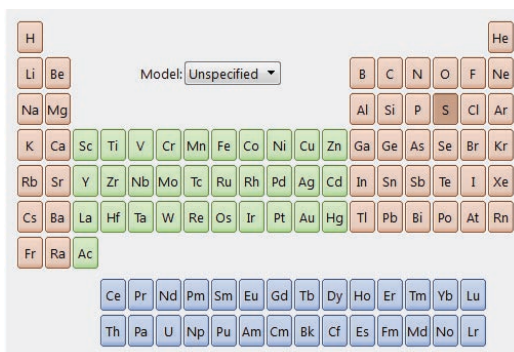 H He
Li Be Model: Unspecified B C N O F Ne
Na Mg Al Si P S Cl Ar
K Ca Sc Ti V Cr Mn Fe Co Ni Cu Zn Ga Ge As Se Br Kr
Rb Sr Y Zr Nb Mo Tc Ru Rh Pd Ag Cd In Sn Sb Te I Xe
Cs Ba La Hf Ta W Re Os Ir Pt Au Hg Tl Pb Bi Po At Rn
Fr Ra Ac
Ce Pr Nd Pm Sm Eu Gd Tb Dy Ho Er Tm Yb Lu
Th Pa U Np Pu Am Cm Bk Cf Es Fm Md No Lr